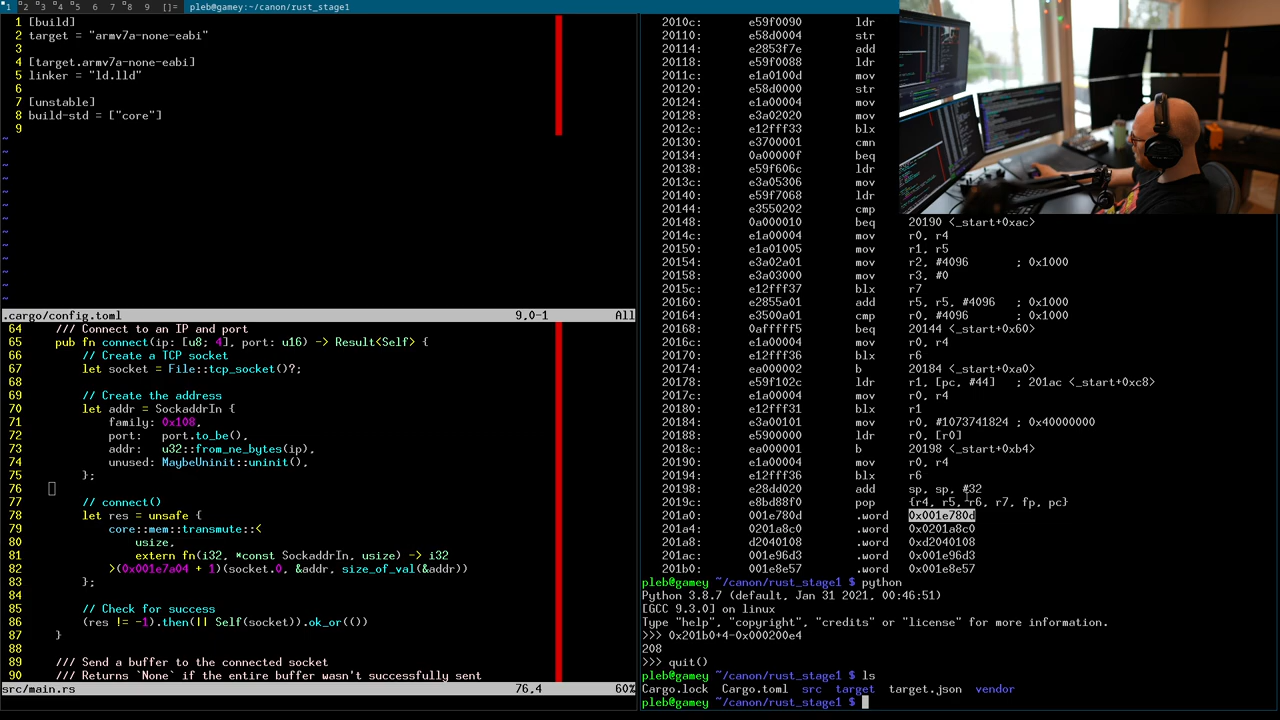 1 2 3 4 5 6 7 8 9 []= pleb@gamey:~/canon/rust_stage1
1 [build]
2 target = "armv7a-none-eabi"
3
4 [target.armv7a-none-eabi]
5 linker = "ld.lld"
6
7 [unstable]
8 build-std = ["core"]
9
~
~
~
~
~
~
~
~
~
~
~
~
~
.cargo/config.toml 9,0-1 All
64 /// Connect to an IP and port
65 pub fn connect(ip: [u8; 4], port: u16) -> Result<Self> {
66 // Create a TCP socket
67 let socket = File::tcp_socket()?;
68
69 // Create the address
70 let addr = SockaddrIn {
71 family: 0x108,
72 port: port.to_be(),
73 addr: u32::from_ne_bytes(ip),
74 unused: MaybeUninit::uninit(),
75 };
76
77 // connect()
78 let res = unsafe {
79 core::mem::transmute::<
80 usize,
81 extern fn(i32, *const SockaddrIn, usize) -> i32
82 >(0x001e7a04 + 1)(socket.0, &addr, size_of_val(&addr))
83 };
84
85 // Check for success
86 (res != -1).then(|| Self(socket)).ok_or(())
87 }
88
89 /// Send a buffer to the connected socket
90 /// Returns `None` if the entire buffer wasn't successfully sent
src/main.rs 76,4 60%
2010c: e59f0090 ldr
20110: e58d0004 str
20114: e2853f7e add
20118: e59f0088 ldr
2011c: e1a0100d mov
20120: e58d0000 str
20124: e1a00004 mov
20128: e3a02020 mov
2012c: e12fff33 blx
20130: e3700001 cmn
20134: 0a00000f beq
20138: e59f606c ldr
2013c: e3a05306 mov
20140: e59f7068 ldr
20144: e3550202 cmp
20148: 0a000010 beq 20190 <_start+0xac>
2014c: e1a00004 mov r0, r4
20150: e1a01005 mov r1, r5
20154: e3a02a01 mov r2, #4096 ; 0x1000
20158: e3a03000 mov r3, #0
2015c: e12fff37 blx r7
20160: e2855a01 add r5, r5, #4096 ; 0x1000
20164: e3500a01 cmp r0, #4096 ; 0x1000
20168: 0afffff5 beq 20144 <_start+0x60>
2016c: e1a00004 mov r0, r4
20170: e12fff36 blx r6
20174: ea000002 b 20184 <_start+0xa0>
20178: e59f102c ldr r1, [pc, #44] ; 201ac <_start+0xc8>
2017c: e1a00004 mov r0, r4
20180: e12fff31 blx r1
20184: e3a00101 mov r0, #1073741824 ; 0x40000000
20188: e5900000 ldr r0, [r0]
2018c: ea000001 b 20198 <_start+0xb4>
20190: e1a00004 mov r0, r4
20194: e12fff36 blx r6
20198: e28dd020 add sp, sp, #32
2019c: e8bd88f0 pop {r4, r5, r6, r7, fp, pc}
201a0: 001e780d .word 0x001e780d
201a4: 0201a8c0 .word 0x0201a8c0
201a8: d2040108 .word 0xd2040108
201ac: 001e96d3 .word 0x001e96d3
201b0: 001e8e57 .word 0x001e8e57
pleb@gamey ~/canon/rust_stage1 $ python
Python 3.8.7 (default, Jan 31 2021, 00:46:51)
[GCC 9.3.0] on linux
Type "help", "copyright", "credits" or "license" for more information.
>>> 0x201b0+4-0x000200e4
208
>>> quit()
pleb@gamey ~/canon/rust_stage1 $ ls
Cargo.lock Cargo.toml src target target.json vendor
pleb@gamey ~/canon/rust_stage1 $